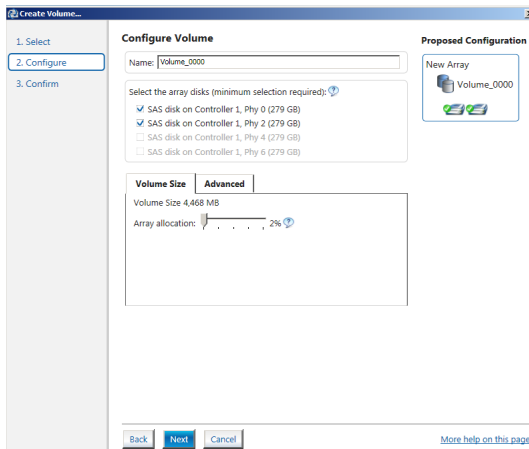 Create Volume...
1. Select
2. Configure
3. Confirm
Configure Volume
Name: Volume_0000
Select the array disks (minimum selection required):
SAS disk on Controller 1, Phy 0 (279 GB)
SAS disk on Controller 1, Phy 2 (279 GB)
SAS disk on Controller 1, Phy 4 (279 GB)
SAS disk on Controller 1, Phy 6 (279 GB)
Volume Size Advanced
Volume Size 4,468 MB
Array allocation: 2%
Proposed Configuration
New Array
Volume_0000
Back Next Cancel
More help on this page